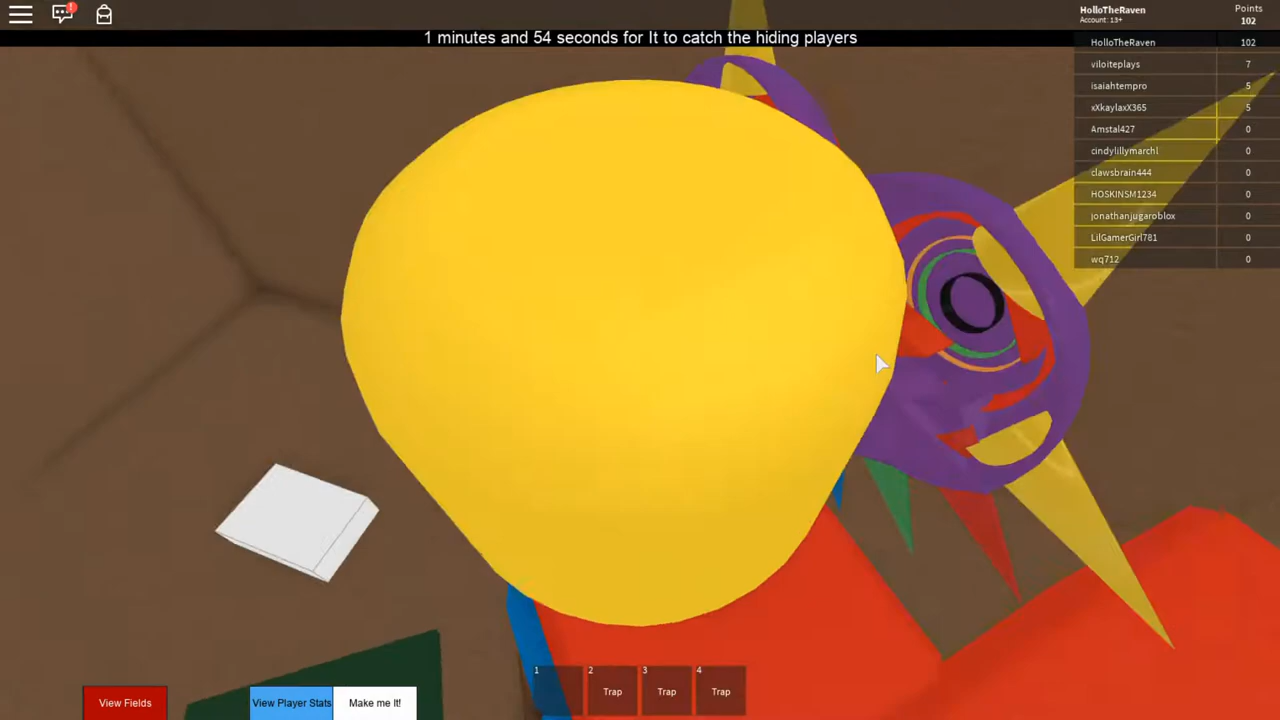 1
HolloTheRaven
Account: 13+
Points
102
1 minutes and 54 seconds for It to catch the hiding players
HolloTheRaven 102
viloiteplays 7
isaiahtempro 5
xXkaylaxX365 5
Amstal427 0
cindylillymarchl 0
clawsbrain444 0
HOSKINSM1234 0
jonathanjugaroblox 0
LilGamerGirl781 0
wq712 0
1 2 3 4
Trap Trap Trap
View Fields View Player Stats Make me It!